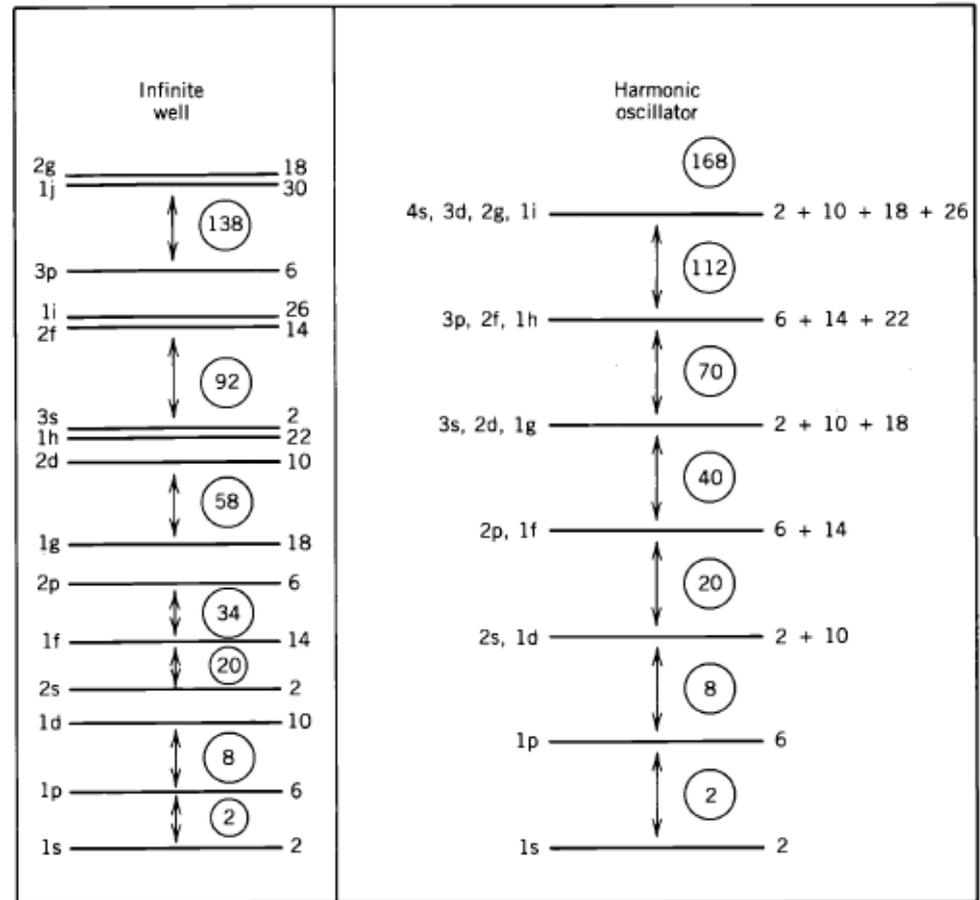 Infinite
well
2g 18
1j 30
138
3p 6
1i 26
2f 14
92
3s 2
1h 22
2d 10
58
1g 18
2p 6
34
1f 14
20
2s 2
1d 10
8
1p 6
2
1s 2
Harmonic
oscillator
168
4s, 3d, 2g, 1i 2 + 10 + 18 + 26
112
3p, 2f, 1h 6 + 14 + 22
70
3s, 2d, 1g 2 + 10 + 18
40
2p, 1f 6 + 14
20
2s, 1d 2 + 10
8
1p 6
2
1s 2